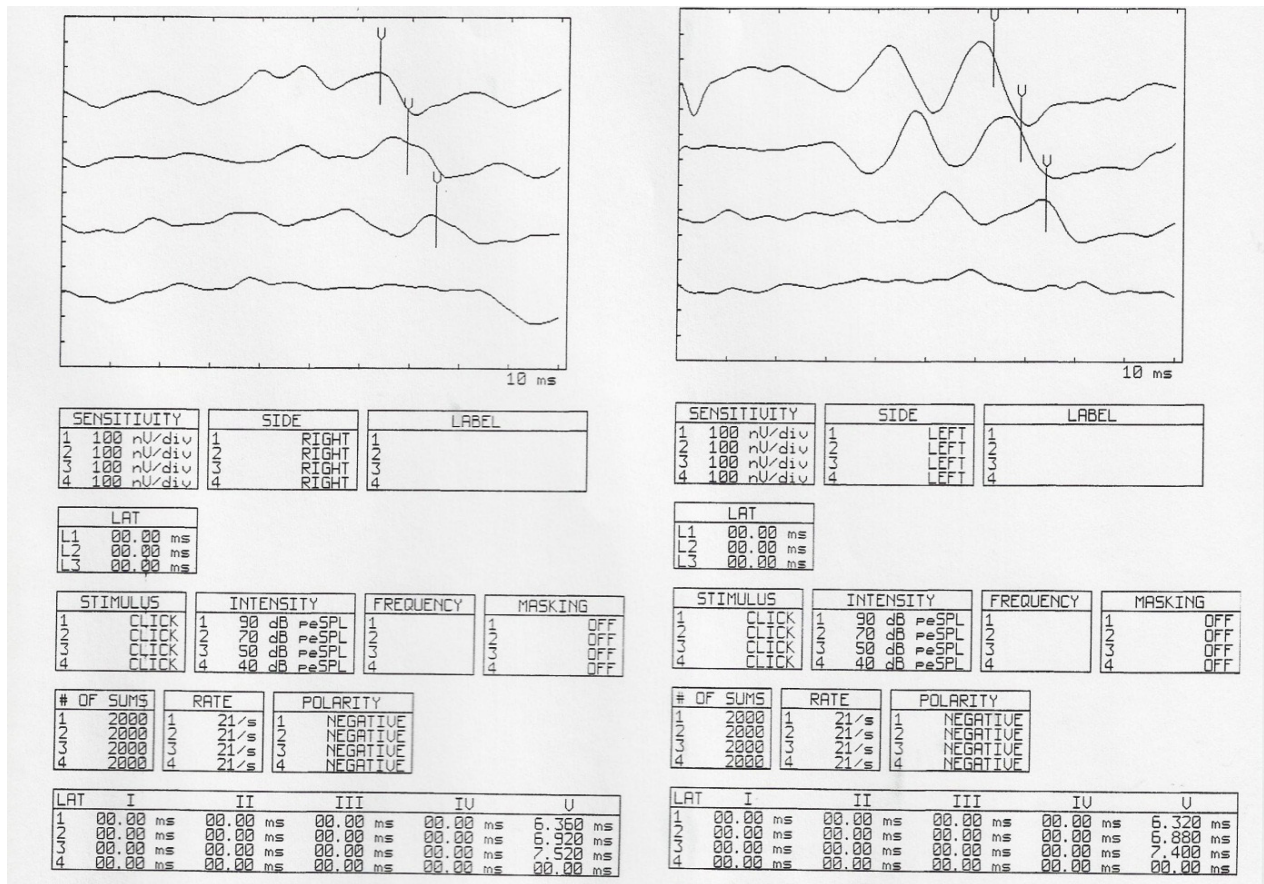 V
V
V
10 ms
SENSITIVITY
1 100 nV/div
2 100 nV/div
3 100 nV/div
4 100 nV/div
SIDE
1 RIGHT
2 RIGHT
3 RIGHT
4 RIGHT
LABEL
1
2
3
4
LAT
L1 00.00 ms
L2 00.00 ms
L3 00.00 ms
STIMULUS
1 CLICK
2 CLICK
3 CLICK
4 CLICK
INTENSITY
1 90 dB peSPL
2 70 dB peSPL
3 50 dB peSPL
4 40 dB peSPL
FREQUENCY
1
2
3
4
MASKING
1 OFF
2 OFF
3 OFF
4 OFF
# OF SUMS
1 2000
2 2000
3 2000
4 2000
RATE
1 21/s
2 21/s
3 21/s
4 21/s
POLARITY
1 NEGATIVE
2 NEGATIVE
3 NEGATIVE
4 NEGATIVE
LAT I II III IV V
1 00.00 ms 00.00 ms 00.00 ms 00.00 ms 6.360 ms
2 00.00 ms 00.00 ms 00.00 ms 00.00 ms 6.920 ms
3 00.00 ms 00.00 ms 00.00 ms 00.00 ms 7.520 ms
4 00.00 ms 00.00 ms 00.00 ms 00.00 ms 00.00 ms
V
V
V
10 ms
SENSITIVITY
1 100 nV/div
2 100 nV/div
3 100 nV/div
4 100 nV/div
SIDE
1 LEFT
2 LEFT
3 LEFT
4 LEFT
LABEL
1
2
3
4
LAT
L1 00.00 ms
L2 00.00 ms
L3 00.00 ms
STIMULUS
1 CLICK
2 CLICK
3 CLICK
4 CLICK
INTENSITY
1 90 dB peSPL
2 70 dB peSPL
3 50 dB peSPL
4 40 dB peSPL
FREQUENCY
1
2
3
4
MASKING
1 OFF
2 OFF
3 OFF
4 OFF
# OF SUMS
1 2000
2 2000
3 2000
4 2000
RATE
1 21/s
2 21/s
3 21/s
4 21/s
POLARITY
1 NEGATIVE
2 NEGATIVE
3 NEGATIVE
4 NEGATIVE
LAT I II III IV V
1 00.00 ms 00.00 ms 00.00 ms 00.00 ms 6.320 ms
2 00.00 ms 00.00 ms 00.00 ms 00.00 ms 6.880 ms
3 00.00 ms 00.00 ms 00.00 ms 00.00 ms 7.400 ms
4 00.00 ms 00.00 ms 00.00 ms 00.00 ms 00.00 ms